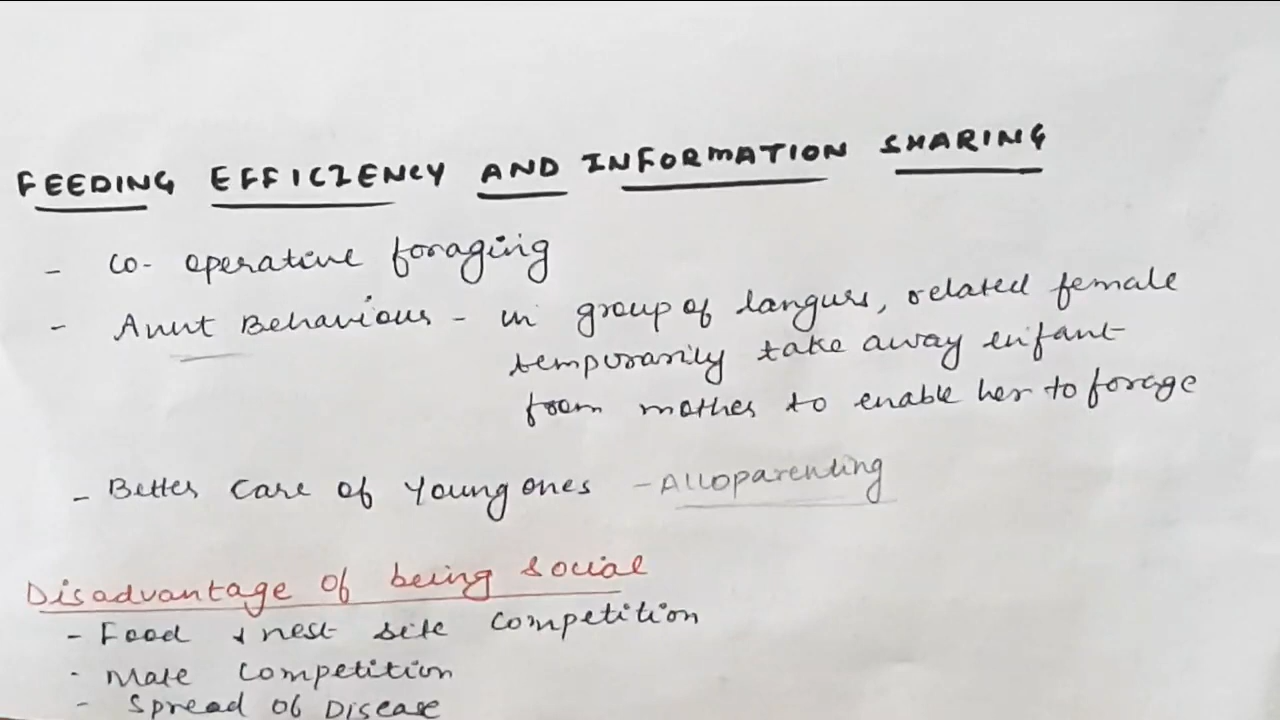 FEEDING EFFICIENCY AND INFORMATION SHARING
- Co-operative foraging
- Aunt Behaviour - in group of langurs, related female
temporarily take away enfant
from mother to enable her to forage
- Better care of Young ones - Alloparenting
Disadvantage of being social
- Food & nest site competition
- Mate competition
- Spread of Disease